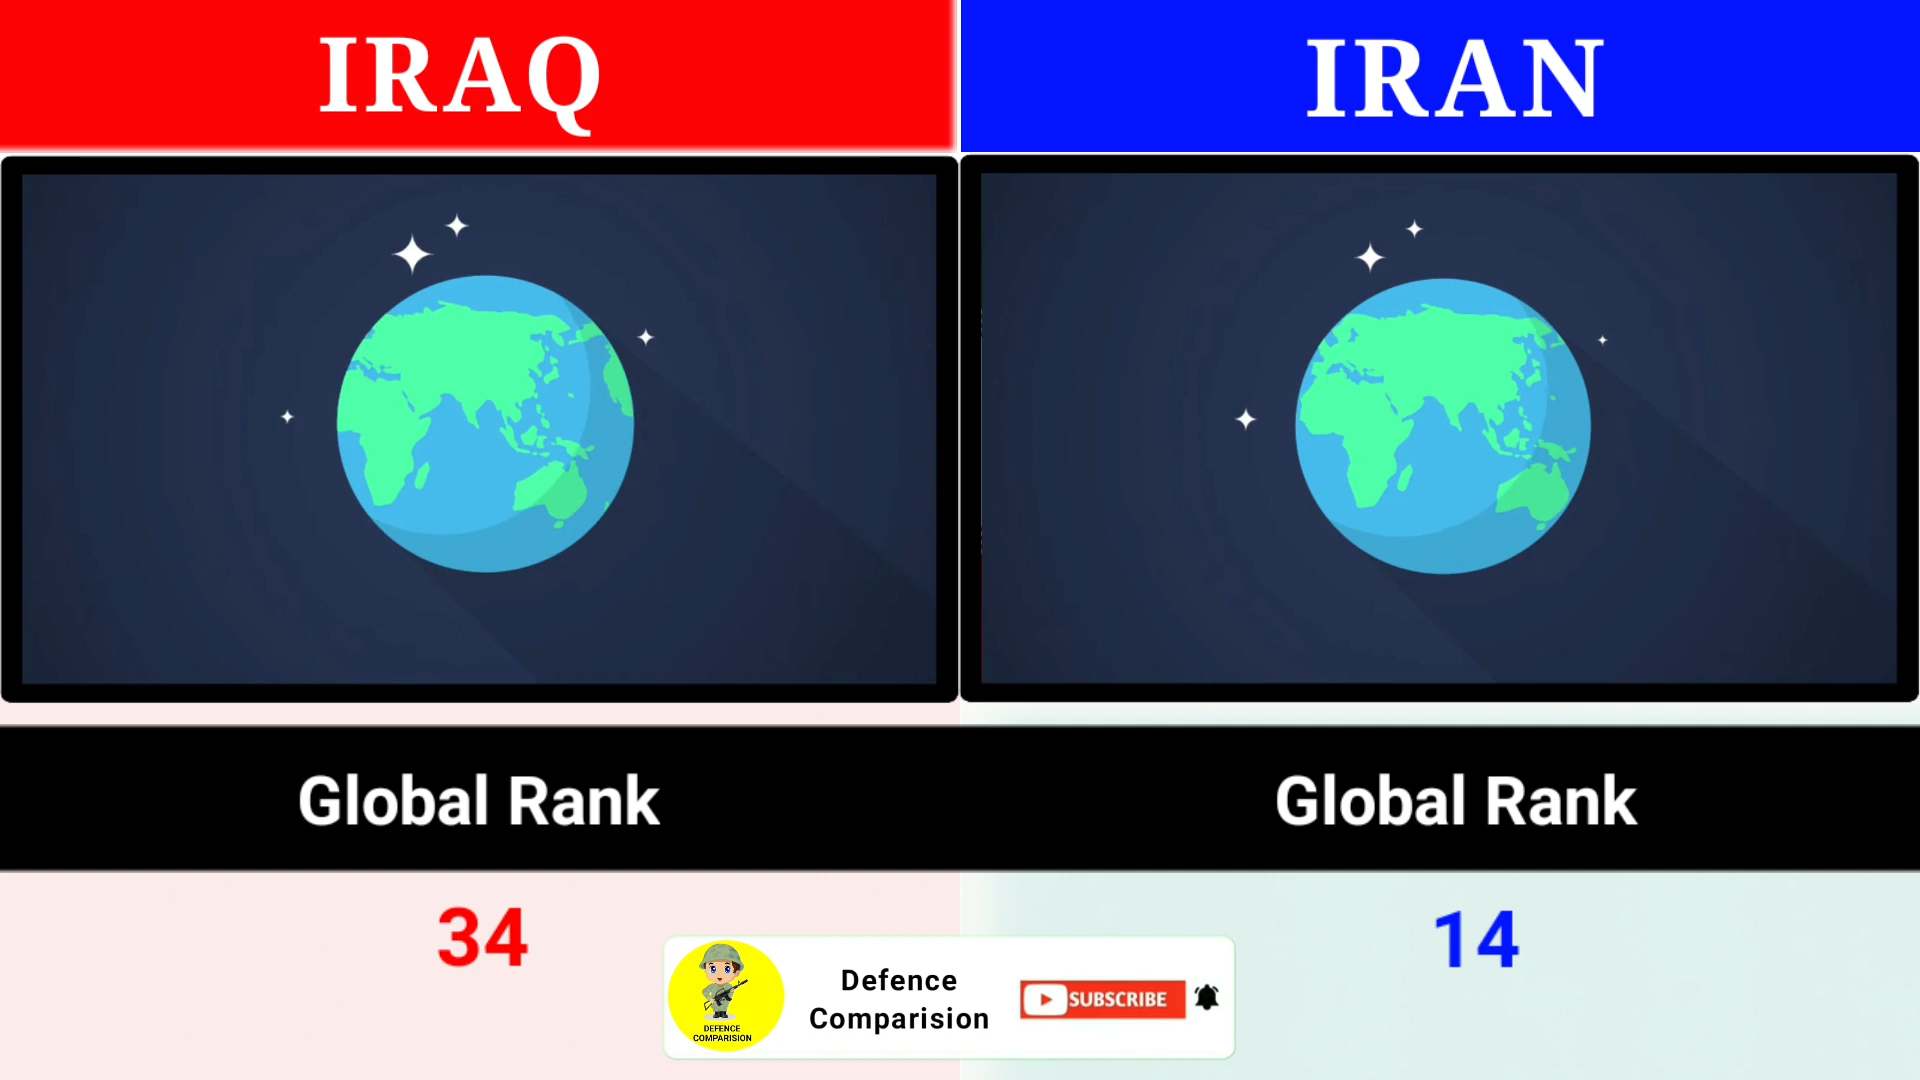 IRAQ
IRAN
Global Rank
Global Rank
34
14
DEFENCE
COMPARISION
Defence
Comparision
SUBSCRIBE